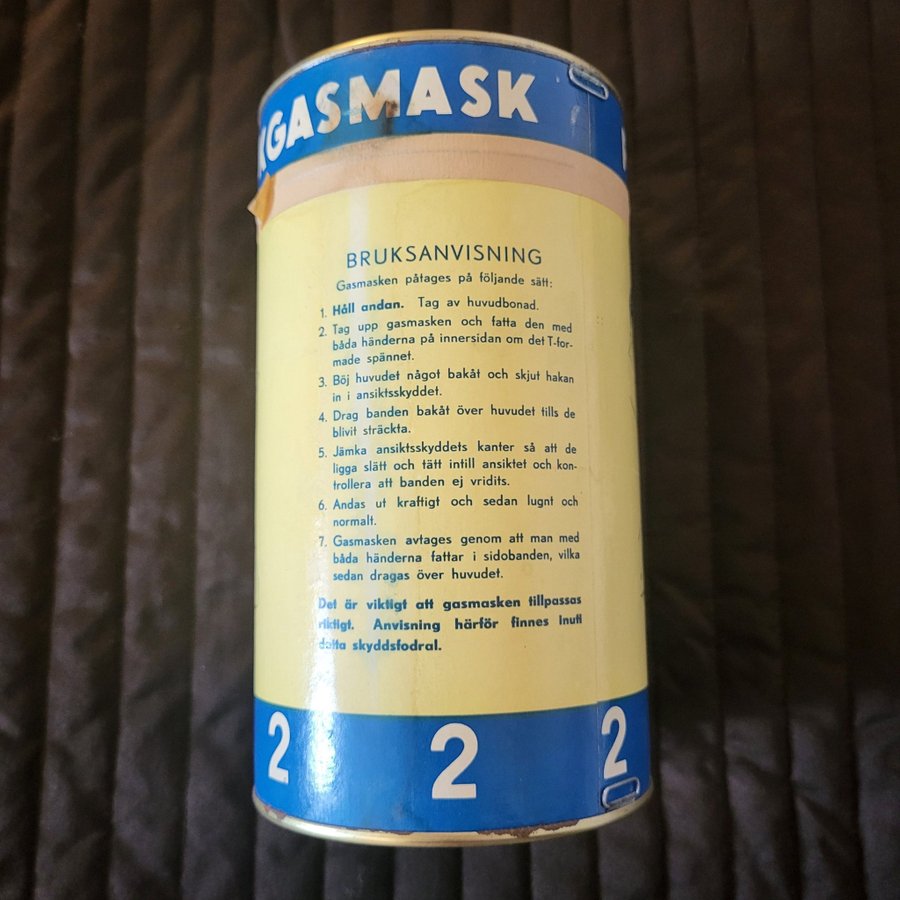 KGASMASK
BRUKSANVISNING
Gasmasken påtages på följande sätt:
1. Håll andan. Tag av huvudbonad.
2. Tag upp gasmasken och fatta den med
båda händerna på innersidan om det T-for-
made spännet.
3. Böj huvudet något bakåt och skjut hakan
in i ansiktsskyddet.
4. Drag banden bakåt över huvudet tills de
blivit sträckta.
5. Jämka ansiktsskyddets kanter så att de
ligga slätt och tätt intill ansiktet och kon-
trollera att banden ej vridits.
6. Andas ut kraftigt och sedan lugnt och
normalt.
7. Gasmasken avtages genom att man med
båda händerna fattar i sidobanden, vilka
sedan dragas över huvudet.
Det är viktigt att gasmasken tillpassas
riktigt. Anvisning härför finnes inuti
detta skyddsfodral.
2 2 2